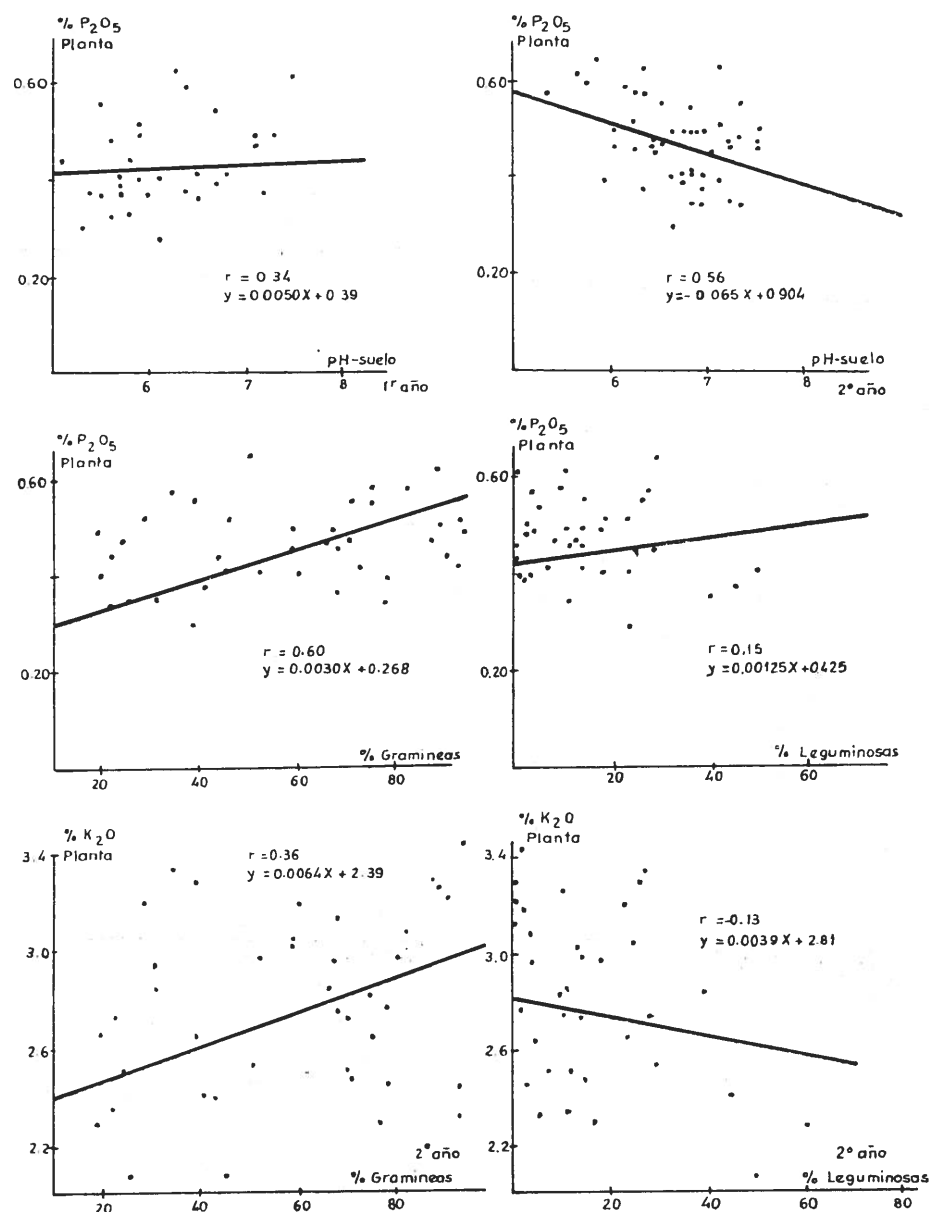 % P2O5
Planta
0.60
0.20
r = 0.34
y = 0.0050X + 0.39
pH-suelo
6 7 8
1r año
% P2O5
Planta
0.60
0.20
r = 0.56
y=- 0.065 X + 0.904
pH-suelo
6 7 8
2° año
% P2O5
Planta
0.60
0.20
r = 0.60
y = 0.0030X + 0.268
% Gramineas
20 40 60 80
% P2O5
Planta
0.60
0.20
r = 0,15
y = 0,00125X + 0.425
% Leguminosas
20 40 60
% K2O
Planta
3.4
3.0
2.6
2.2
r = 0.36
y = 0.0064X + 2.39
2° año
% Gramineas
20 40 60 80
% K2O
Planta
3.4
3.0
2.6
2.2
r = -0.13
y = 0.0039 X + 2.81
2° año
% Leguminosas
20 40 60 80